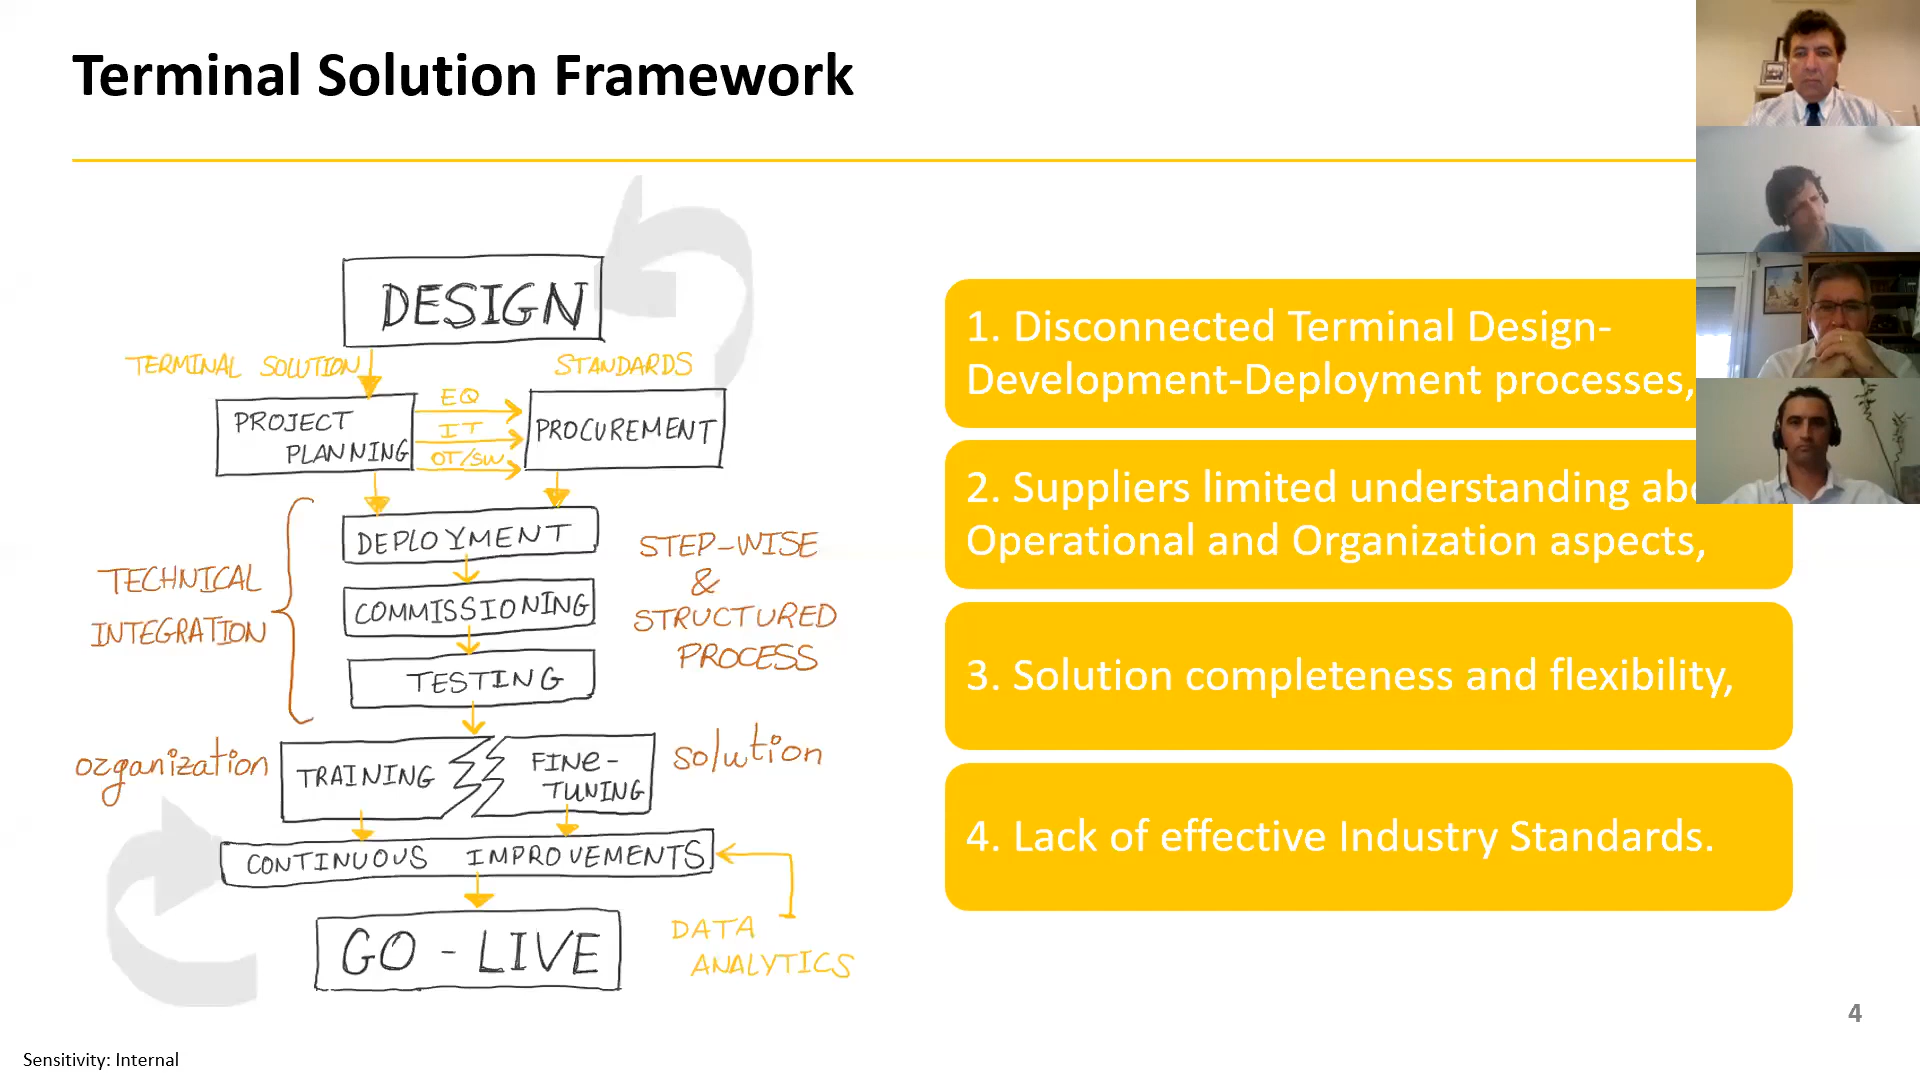 Terminal Solution Framework
DESIGN
TERMINAL SOLUTION
STANDARDS
PROJECT
PLANNING
EQ
IT
OT/SW
PROCUREMENT
TECHNICAL
INTEGRATION
DEPLOYMENT
COMMISSIONING
TESTING
STEP-WISE
&
STRUCTURED
PROCESS
organization
TRAINING
FINE-
TUNING
solution
CONTINUOUS IMPROVEMENTS
GO-LIVE
DATA
ANALYTICS
1. Disconnected Terminal Design-
Development-Deployment processes,
2. Suppliers limited understanding
Operational and Organization aspects,
3. Solution completeness and flexibility,
4. Lack of effective Industry Standards.
4
Sensitivity: Internal